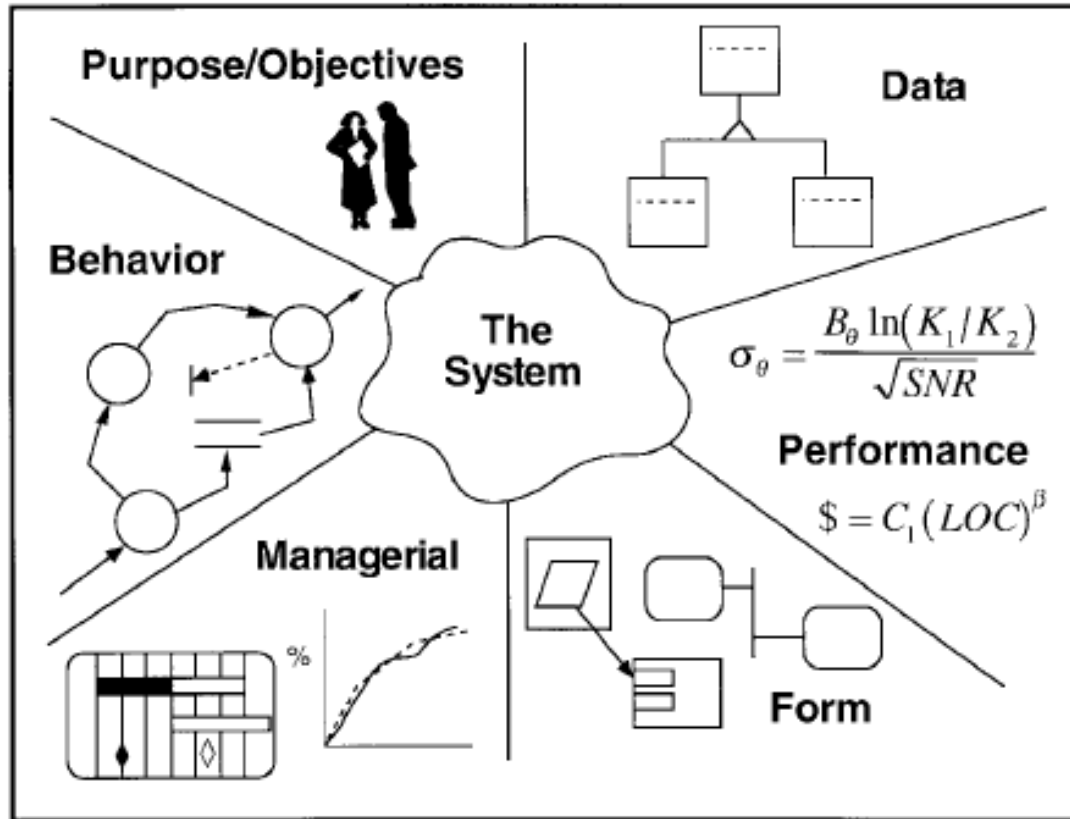 Purpose/Objectives
Data
Behavior
The
System
σ_θ = B_θ ln(K_1/K_2) / √SNR
Performance
$ = C_1(LOC)^β
Managerial
%
Form